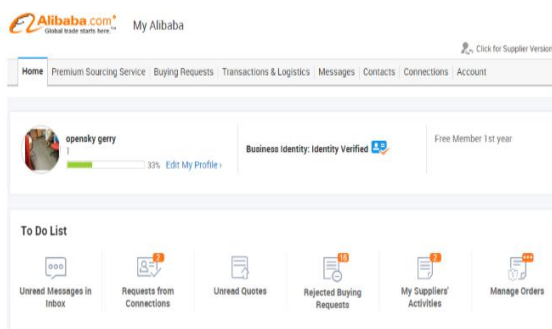 Alibaba.com
Global trade starts here.™
My Alibaba
Click for Supplier Version
Home Premium Sourcing Service Buying Requests Transactions & Logistics Messages Contacts Connections Account
opensky gerry
33% Edit My Profile ›
Business Identity: Identity Verified
Free Member 1st year
To Do List
2
16
2
Unread Messages in Inbox
Requests from Connections
Unread Quotes
Rejected Buying Requests
My Suppliers' Activities
Manage Orders